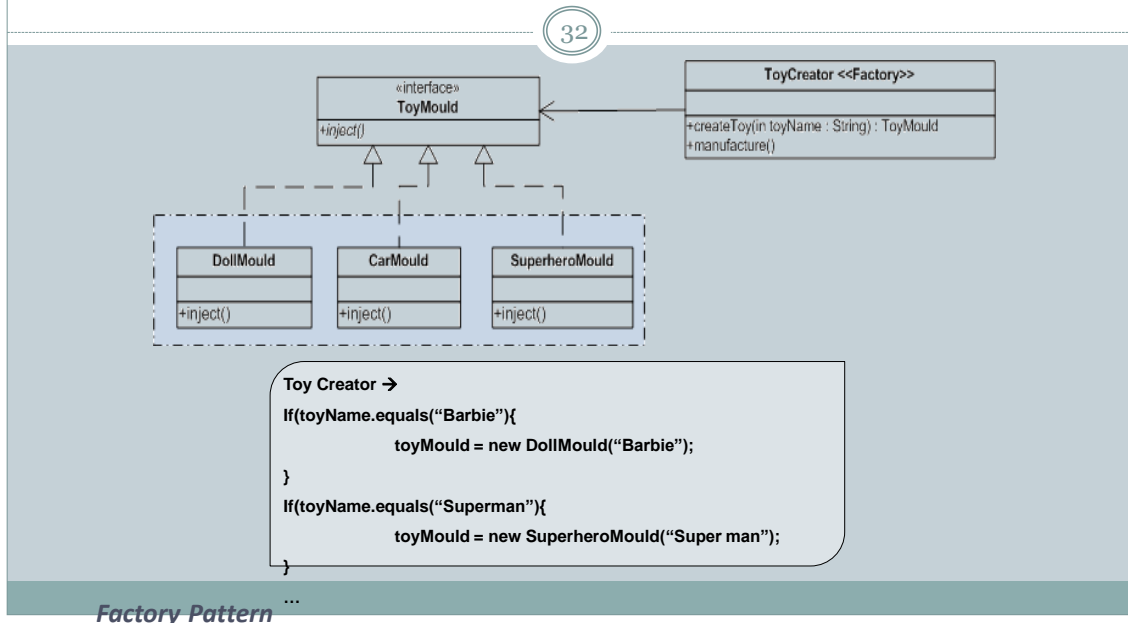 32
«interface»
ToyMould
+inject()
ToyCreator <<Factory>>
+createToy(in toyName : String) : ToyMould
+manufacture()
DollMould
+inject()
CarMould
+inject()
SuperheroMould
+inject()
Toy Creator →
If(toyName.equals(“Barbie”){
toyMould = new DollMould(“Barbie”);
}
If(toyName.equals(“Superman”){
toyMould = new SuperheroMould(“Super man”);
}
…
Factory Pattern